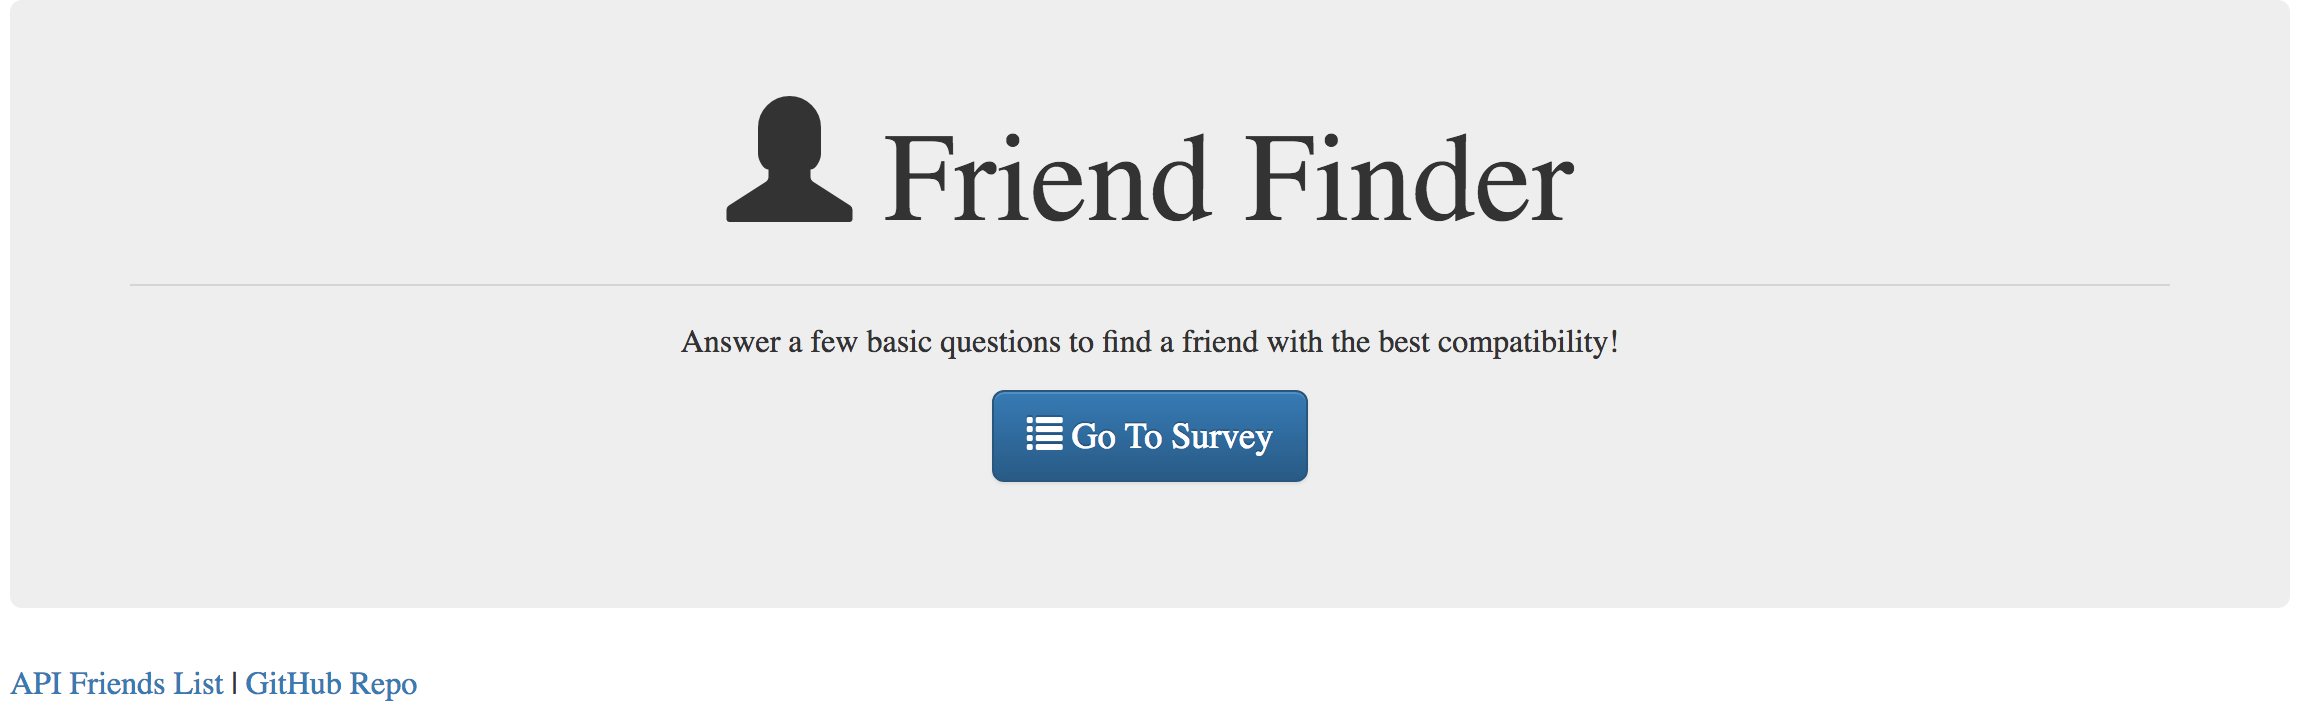 Friend Finder
Answer a few basic questions to find a friend with the best compatibility!
Go To Survey
API Friends List | GitHub Repo